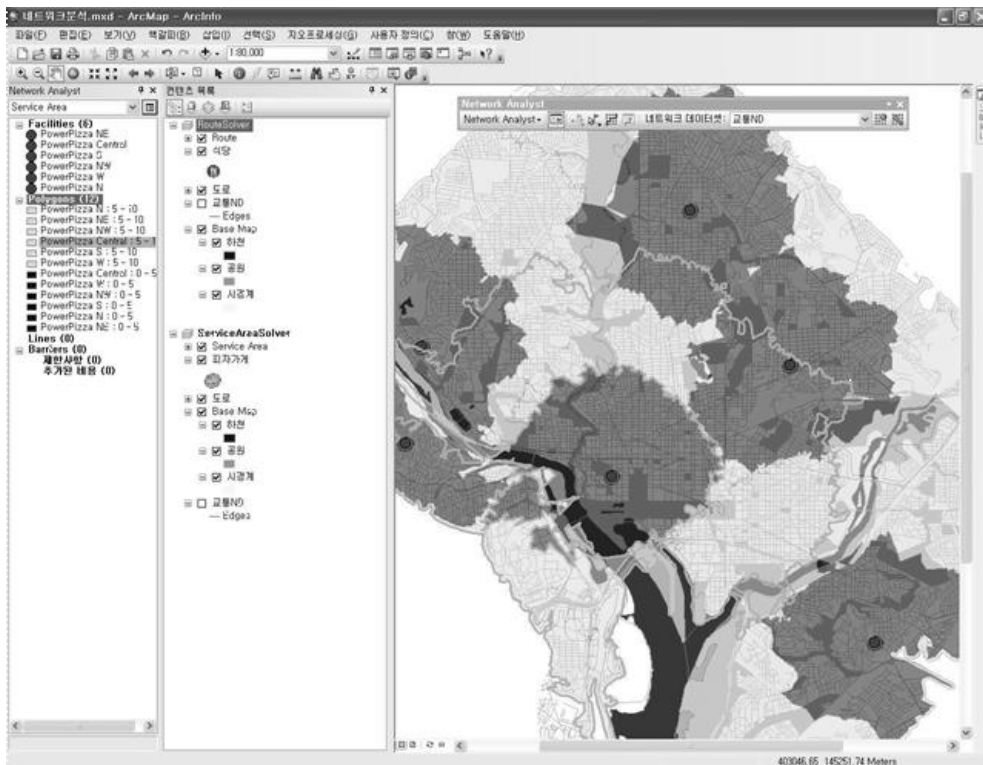 네트워크분석.mxd - ArcMap - ArcInfo
파일(F) 편집(E) 보기(V) 책갈피(B) 삽입(I) 선택(S) 지오프로세싱(G) 사용자 정의(C) 창(W) 도움말(H)
1:80,000
Network Analyst
Service Area
Facilities (6)
PowerPizza NE
PowerPizza Central
PowerPizza S
PowerPizza NW
PowerPizza W
PowerPizza N
Polygons (12)
PowerPizza N : 5 - 10
PowerPizza NE : 5 - 10
PowerPizza NW : 5 - 10
PowerPizza Central : 5 - 1
PowerPizza S : 5 - 10
PowerPizza W : 5 - 10
PowerPizza Central : 0 - 5
PowerPizza W : 0 - 5
PowerPizza NW : 0 - 5
PowerPizza S : 0 - 5
PowerPizza N : 0 - 5
PowerPizza NE : 0 - 5
Lines (0)
Barriers (0)
제한사항 (0)
추가된 비용 (0)
컨텐츠 목록
RouteSolver
Route
식당
도로
교통ND
Edges
Base Map
하천
공원
시경계
ServiceAreaSolver
Service Area
피자가게
도로
Base Map
하천
공원
시경계
교통ND
Edges
Network Analyst
Network Analyst
네트워크 데이터셋:
교통ND
403046.65 145251.74 Meters